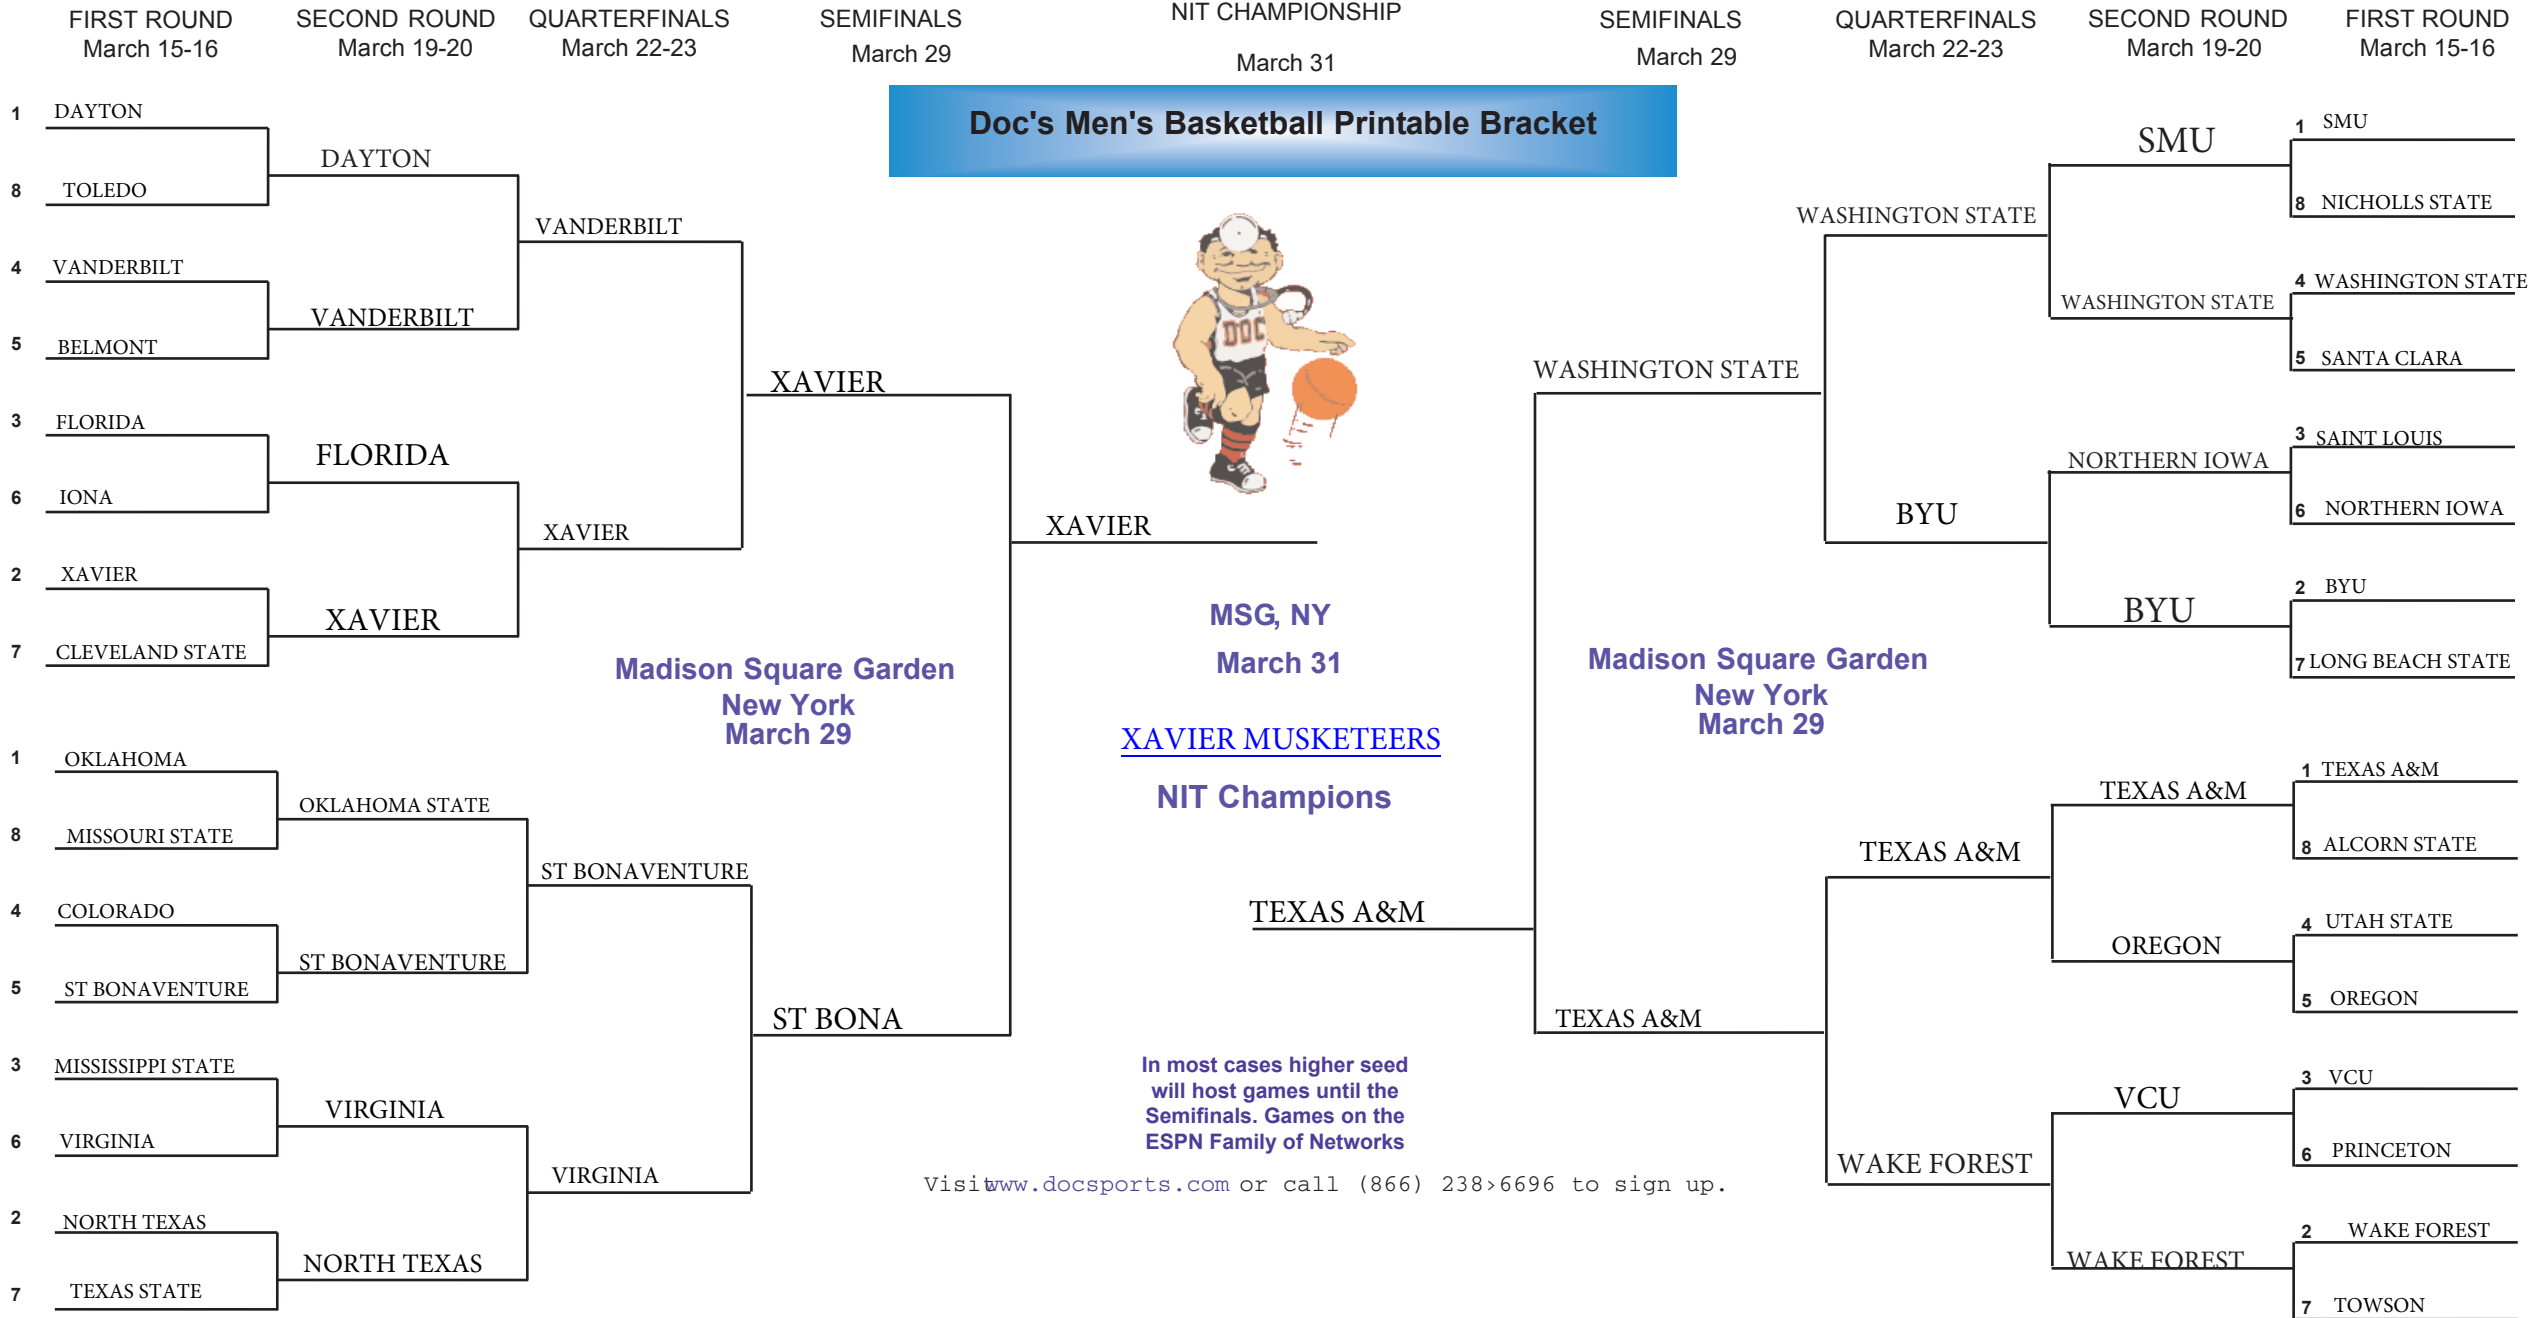 FIRST ROUND
March 15-16
SECOND ROUND
March 19-20
QUARTERFINALS
March 22-23
SEMIFINALS
March 29
NIT CHAMPIONSHIP
March 31
SEMIFINALS
March 29
QUARTERFINALS
March 22-23
SECOND ROUND
March 19-20
FIRST ROUND
March 15-16
Doc's Men's Basketball Printable Bracket
1 DAYTON
8 TOLEDO
4 VANDERBILT
5 BELMONT
3 FLORIDA
6 IONA
2 XAVIER
7 CLEVELAND STATE
1 OKLAHOMA
8 MISSOURI STATE
4 COLORADO
5 ST BONAVENTURE
3 MISSISSIPPI STATE
6 VIRGINIA
2 NORTH TEXAS
7 TEXAS STATE
DAYTON
VANDERBILT
FLORIDA
XAVIER
OKLAHOMA STATE
ST BONAVENTURE
VIRGINIA
NORTH TEXAS
VANDERBILT
XAVIER
ST BONAVENTURE
VIRGINIA
XAVIER
ST BONA
Madison Square Garden
New York
March 29
DOC
XAVIER
MSG, NY
March 31
XAVIER MUSKETEERS
NIT Champions
TEXAS A&M
In most cases higher seed
will host games until the
Semifinals. Games on the
ESPN Family of Networks
Visit www.docsports.com or call (866) 238›6696 to sign up.
WASHINGTON STATE
TEXAS A&M
Madison Square Garden
New York
March 29
WASHINGTON STATE
BYU
TEXAS A&M
WAKE FOREST
SMU
WASHINGTON STATE
NORTHERN IOWA
BYU
TEXAS A&M
OREGON
VCU
WAKE FOREST
1 SMU
8 NICHOLLS STATE
4 WASHINGTON STATE
5 SANTA CLARA
3 SAINT LOUIS
6 NORTHERN IOWA
2 BYU
7 LONG BEACH STATE
1 TEXAS A&M
8 ALCORN STATE
4 UTAH STATE
5 OREGON
3 VCU
6 PRINCETON
2 WAKE FOREST
7 TOWSON